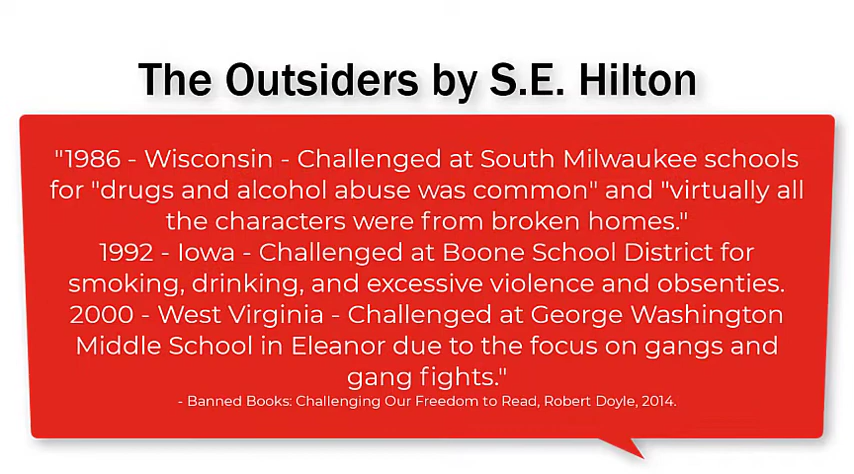 The Outsiders by S.E. Hilton
"1986 - Wisconsin - Challenged at South Milwaukee schools
for "drugs and alcohol abuse was common" and "virtually all
the characters were from broken homes."
1992 - Iowa - Challenged at Boone School District for
smoking, drinking, and excessive violence and obsenties.
2000 - West Virginia - Challenged at George Washington
Middle School in Eleanor due to the focus on gangs and
gang fights."
- Banned Books: Challenging Our Freedom to Read, Robert Doyle, 2014.